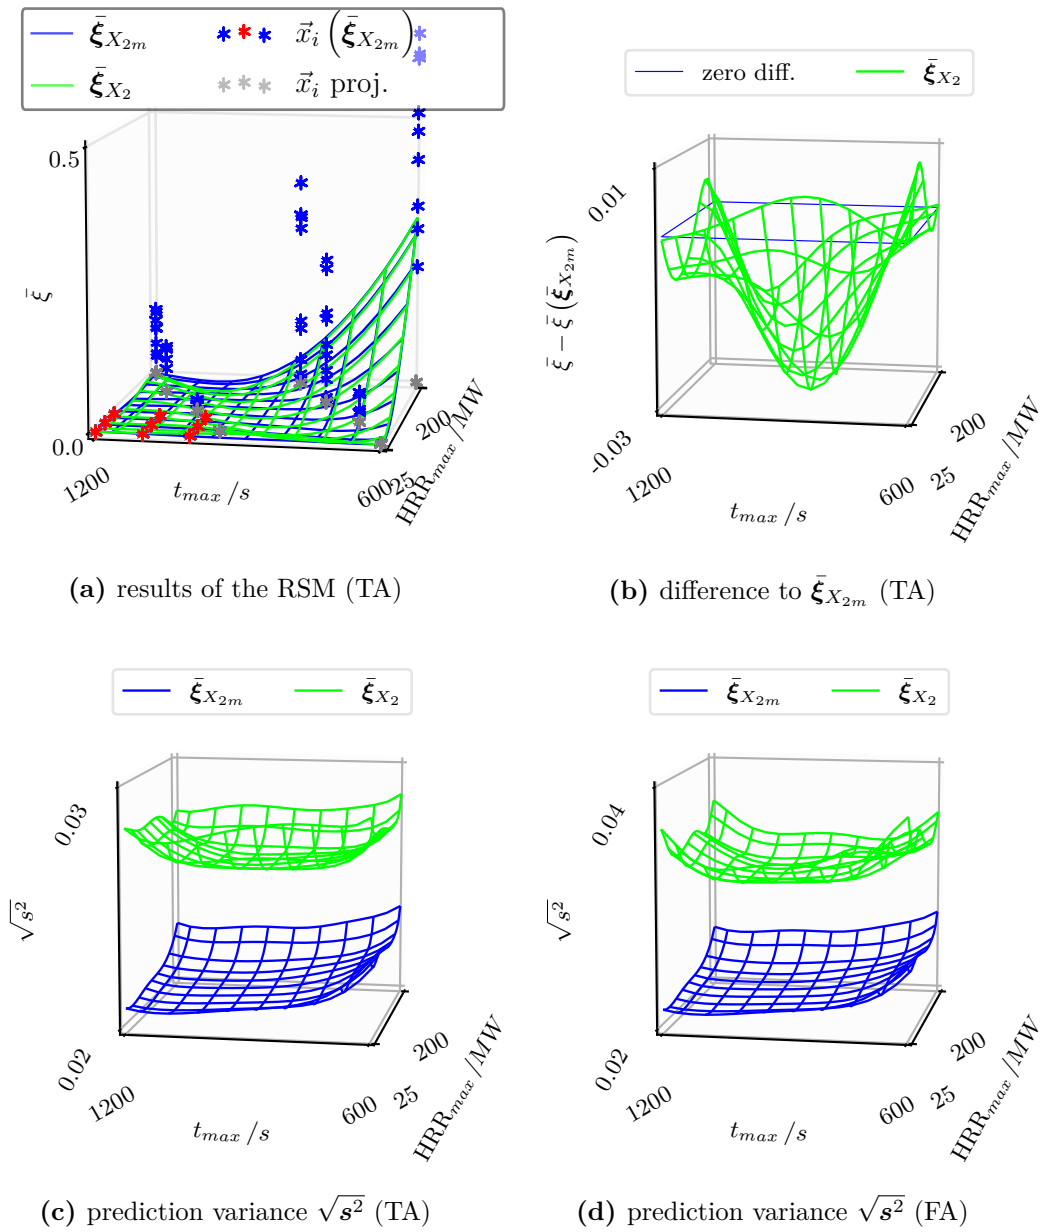 ξ̄_{X_{2m}}   x⃗_i (ξ̄_{X_{2m}})
ξ̄_{X_2}   x⃗_i proj.
0.5
ξ̄
0.0
1200
t_{max} /s
600
25
200
HRR_{max} /MW
(a) results of the RSM (TA)
zero diff.   ξ̄_{X_2}
0.01
ξ̄ − ξ̄ (ξ̄_{X_{2m}})
-0.03
1200
t_{max} /s
600
25
200
HRR_{max} /MW
(b) difference to ξ̄_{X_{2m}} (TA)
ξ̄_{X_{2m}}   ξ̄_{X_2}
0.03
√s²
0.02
1200
t_{max} /s
600
25
200
HRR_{max} /MW
(c) prediction variance √s² (TA)
ξ̄_{X_{2m}}   ξ̄_{X_2}
0.04
√s²
0.02
1200
t_{max} /s
600
25
200
HRR_{max} /MW
(d) prediction variance √s² (FA)